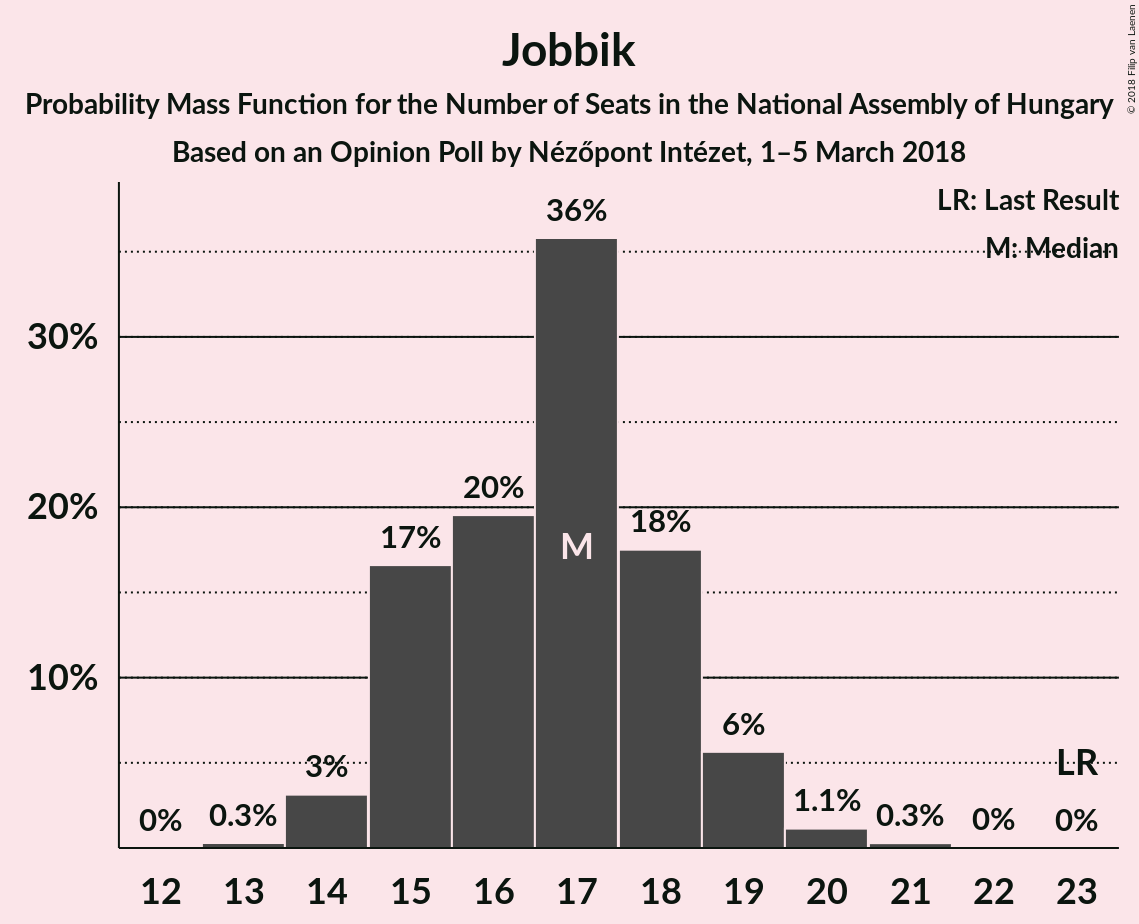 Jobbik
Probability Mass Function for the Number of Seats in the National Assembly of Hungary
Based on an Opinion Poll by Nézőpont Intézet, 1–5 March 2018
© 2018 Filip van Laenen
LR: Last Result
M: Median
36%
30%
20%
20%
18%
17%
M
10%
6%
3%
LR
1.1%
0.3%
0.3%
0%
0%
0%
12 13 14 15 16 17 18 19 20 21 22 23